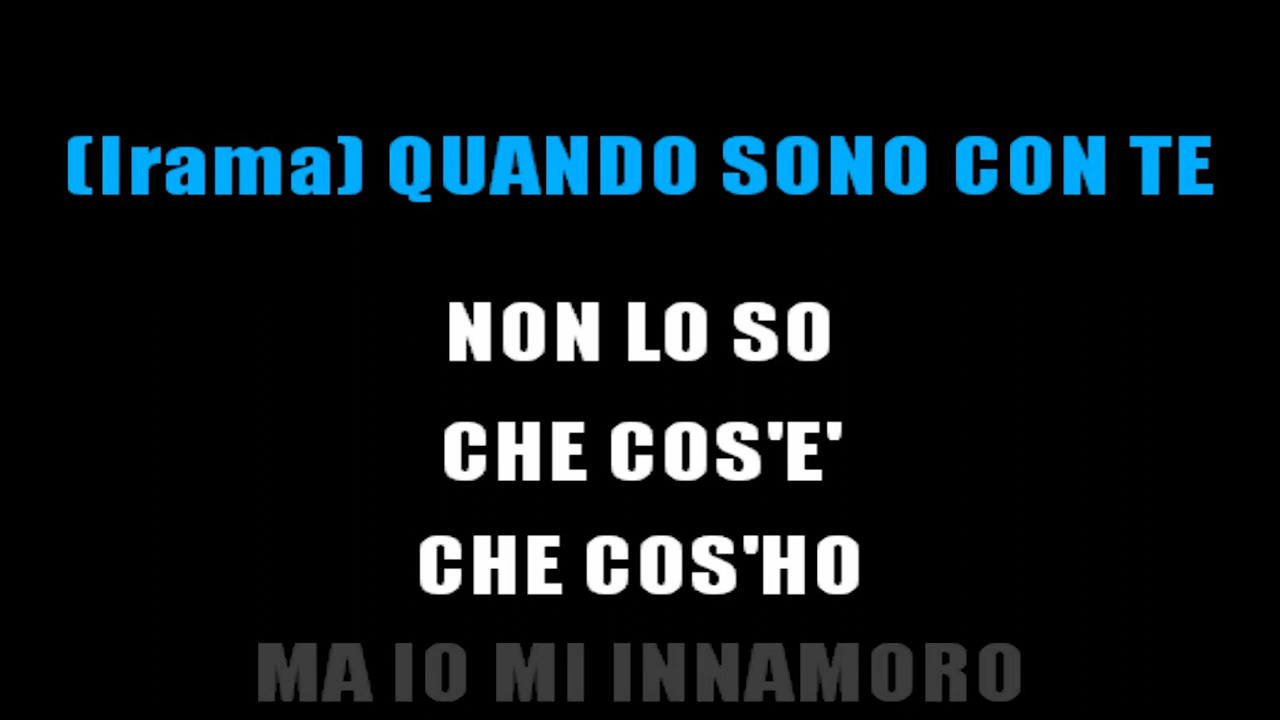 (Irama) QUANDO SONO CON TE
NON LO SO
CHE COS'E'
CHE COS'HO
MA IO MI INNAMORO